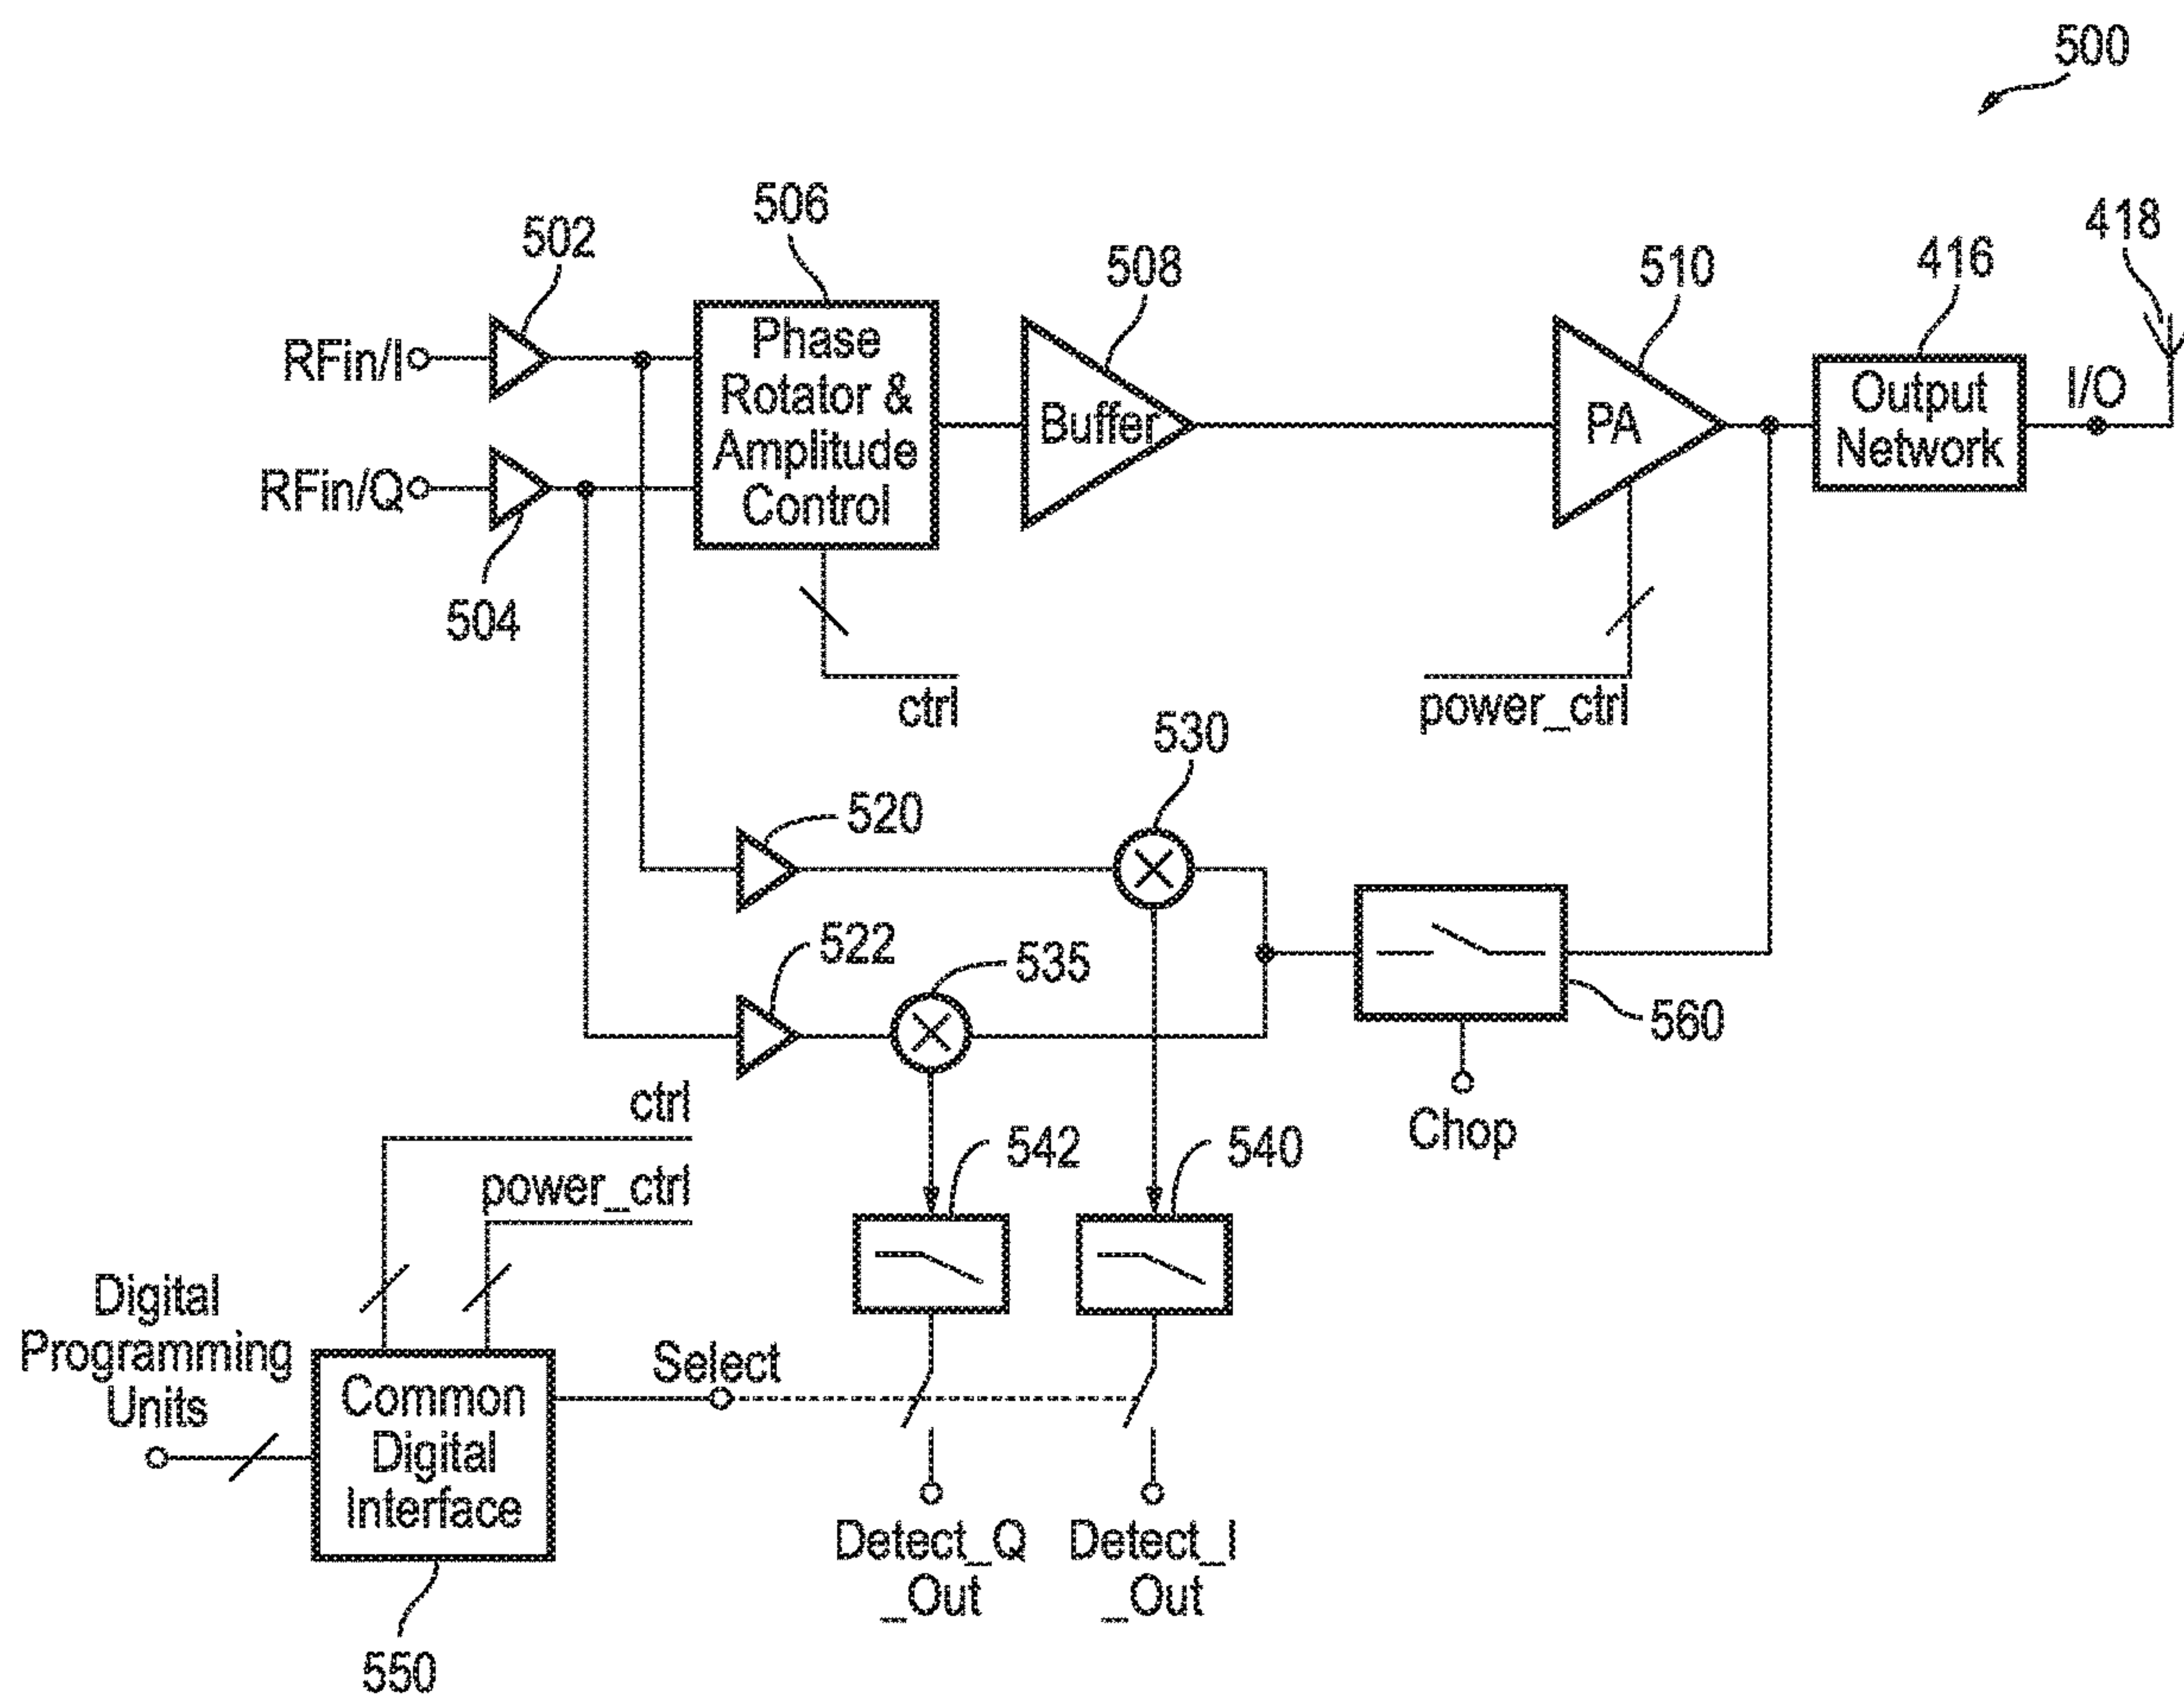 500
506
502
508
510
416
418
Phase
Rotator &
Amplitude
Control
RFin/I
Buffer
PA
Output
Network
I/O
RFin/Q
504
ctrl
power_ctrl
530
520
522
535
560
Chop
ctrl
power_ctrl
542
540
Digital
Programming
Units
Common
Digital
Interface
Select
Detect_Q
_Out
Detect_I
_Out
550